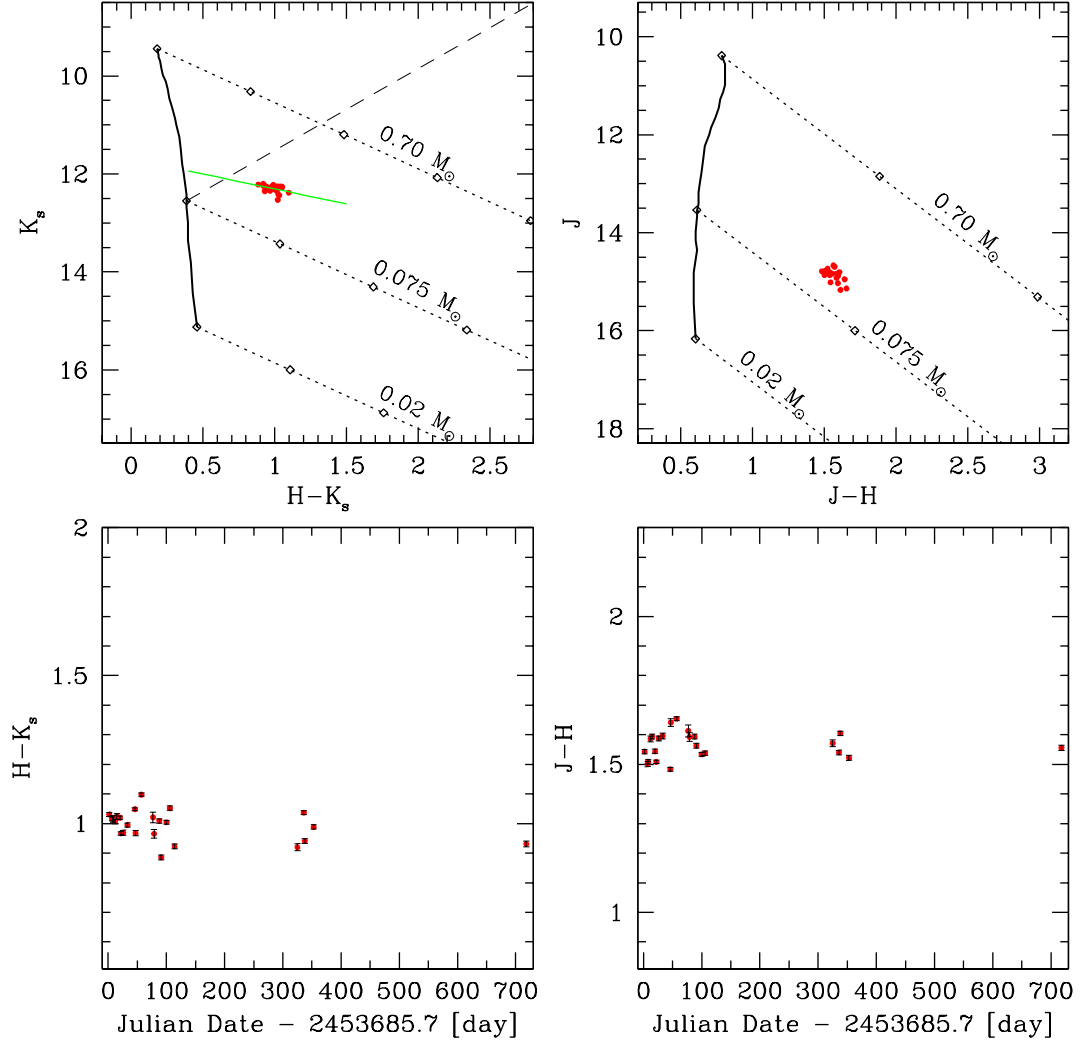 10
12
14
16
K_s
0.70 M⊙
0.075 M⊙
0.02 M⊙
0 0.5 1 1.5 2 2.5
H−K_s
10
12
14
16
18
J
0.70 M⊙
0.075 M⊙
0.02 M⊙
0.5 1 1.5 2 2.5 3
J−H
2
1.5
1
H−K_s
0 100 200 300 400 500 600 700
Julian Date − 2453685.7 [day]
2
1.5
1
J−H
0 100 200 300 400 500 600 700
Julian Date − 2453685.7 [day]